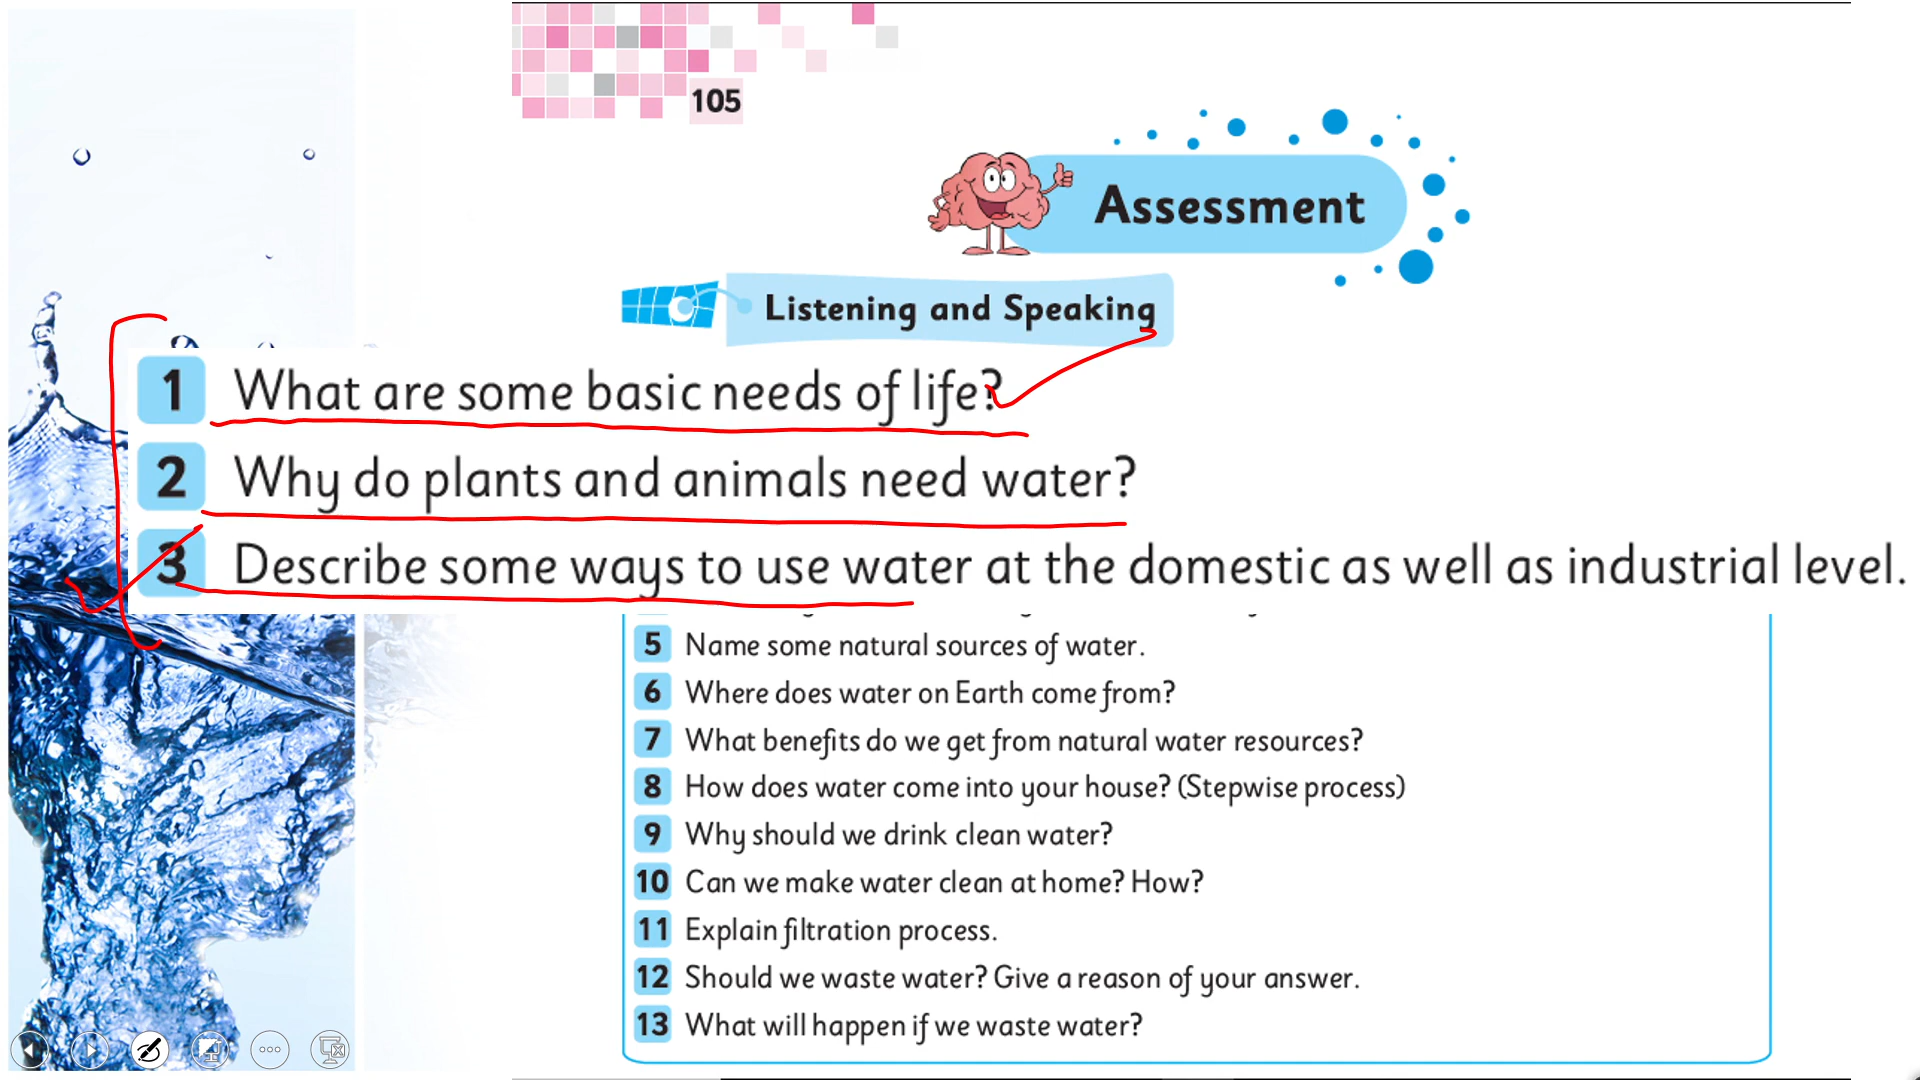 105
Assessment
Listening and Speaking
1 What are some basic needs of life?
2 Why do plants and animals need water?
3 Describe some ways to use water at the domestic as well as industrial level.
5 Name some natural sources of water.
6 Where does water on Earth come from?
7 What benefits do we get from natural water resources?
8 How does water come into your house? (Stepwise process)
9 Why should we drink clean water?
10 Can we make water clean at home? How?
11 Explain filtration process.
12 Should we waste water? Give a reason of your answer.
13 What will happen if we waste water?